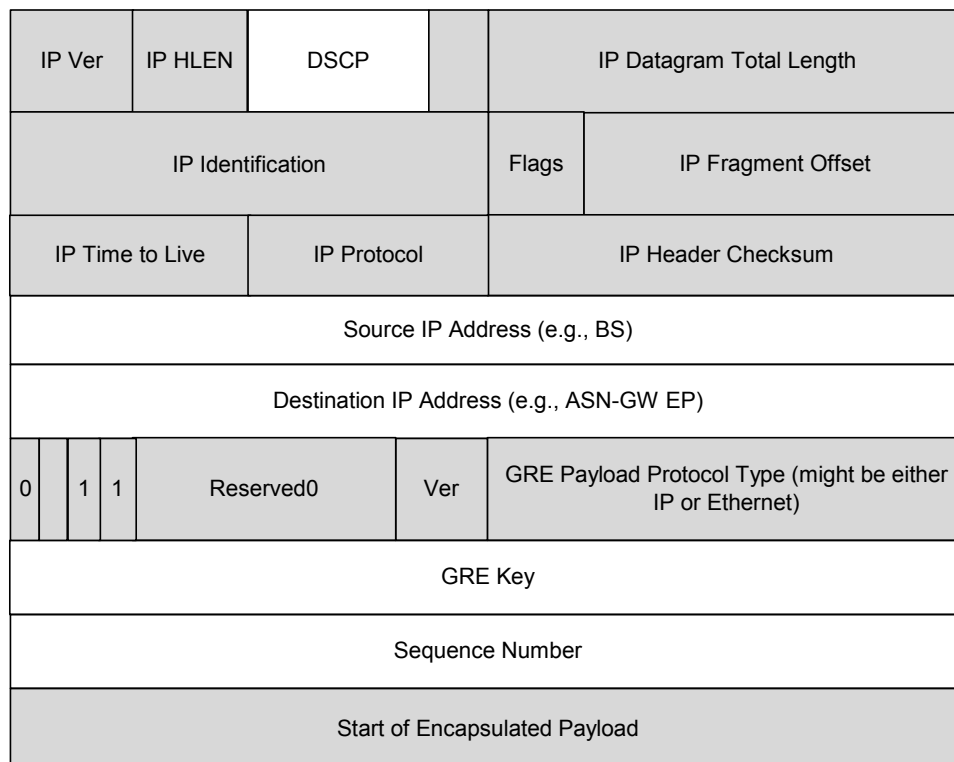 IP Ver IP HLEN DSCP IP Datagram Total Length
IP Identification Flags IP Fragment Offset
IP Time to Live IP Protocol IP Header Checksum
Source IP Address (e.g., BS)
Destination IP Address (e.g., ASN-GW EP)
0 1 1 Reserved0 Ver GRE Payload Protocol Type (might be either
IP or Ethernet)
GRE Key
Sequence Number
Start of Encapsulated Payload